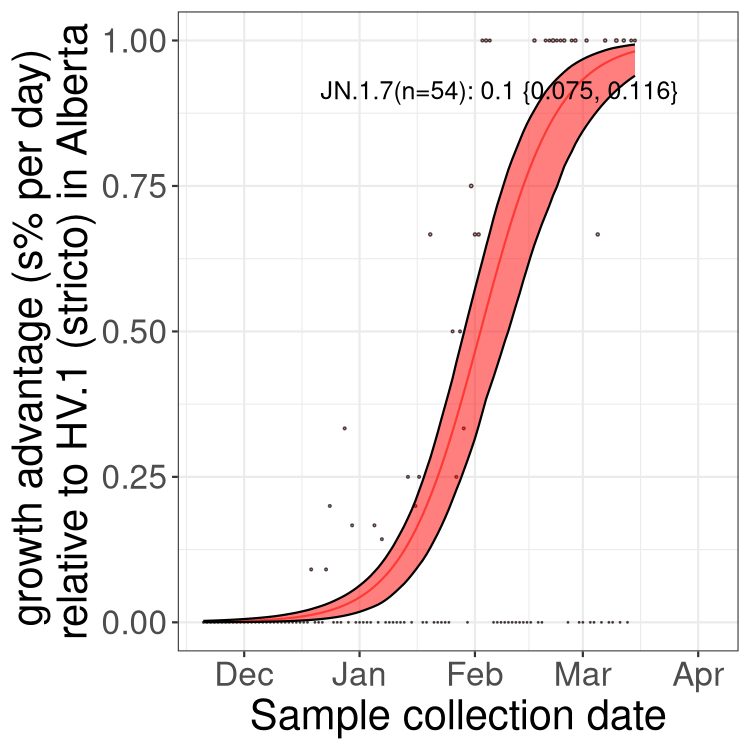 growth advantage (s% per day)
relative to HV.1 (stricto) in Alberta
1.00
0.75
0.50
0.25
0.00
JN.1.7(n=54): 0.1 {0.075, 0.116}
Dec Jan Feb Mar Apr
Sample collection date